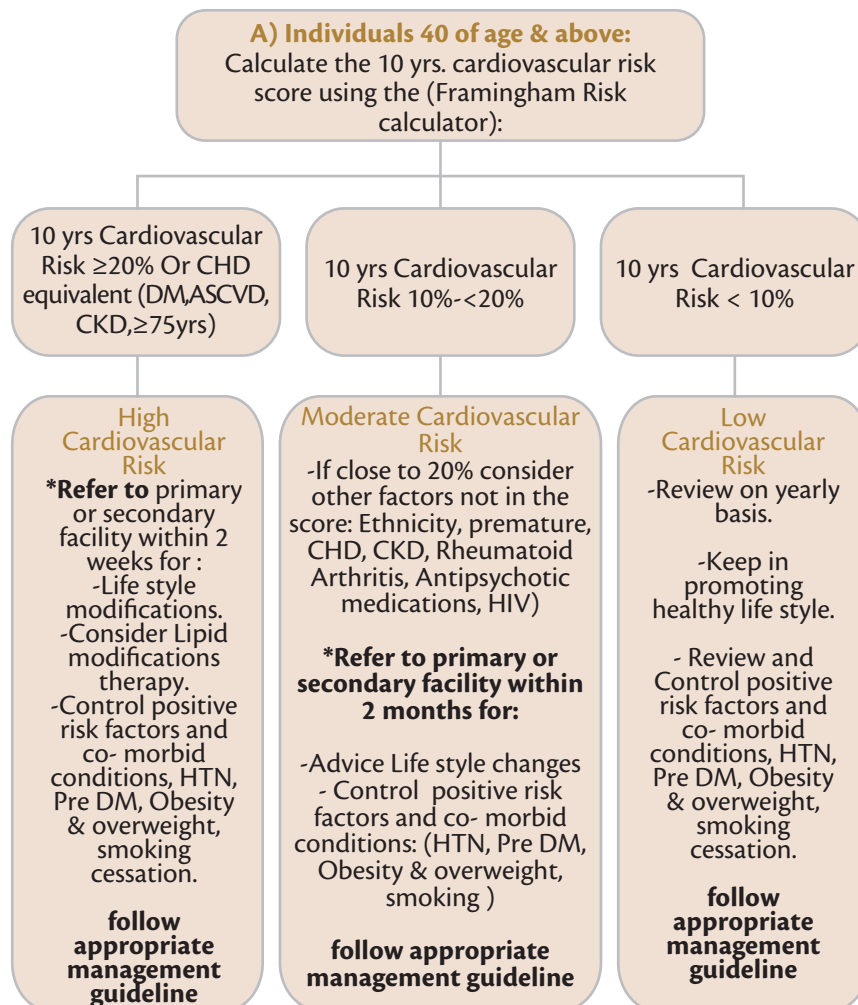 A) Individuals 40 of age & above:
Calculate the 10 yrs. cardiovascular risk
score using the (Framingham Risk
calculator):
10 yrs Cardiovascular
Risk ≥20% Or CHD
equivalent (DM,ASCVD,
CKD,≥75yrs)
10 yrs Cardiovascular
Risk 10%-<20%
10 yrs Cardiovascular
Risk < 10%
High
Cardiovascular
Risk
*Refer to primary
or secondary
facility within 2
weeks for :
-Life style
modifications.
-Consider Lipid
modifications
therapy.
-Control positive
risk factors and
co- morbid
conditions, HTN,
Pre DM, Obesity
& overweight,
smoking
cessation.
follow
appropriate
management
guideline
Moderate Cardiovascular
Risk
-If close to 20% consider
other factors not in the
score: Ethnicity, premature,
CHD, CKD, Rheumatoid
Arthritis, Antipsychotic
medications, HIV)
*Refer to primary or
secondary facility within
2 months for:
-Advice Life style changes
- Control positive risk
factors and co- morbid
conditions: (HTN, Pre DM,
Obesity & overweight,
smoking )
follow appropriate
management guideline
Low
Cardiovascular
Risk
-Review on yearly
basis.
-Keep in
promoting
healthy life style.
- Review and
Control positive
risk factors and
co- morbid
conditions, HTN,
Pre DM, Obesity
& overweight,
smoking
cessation.
follow
appropriate
management
guideline